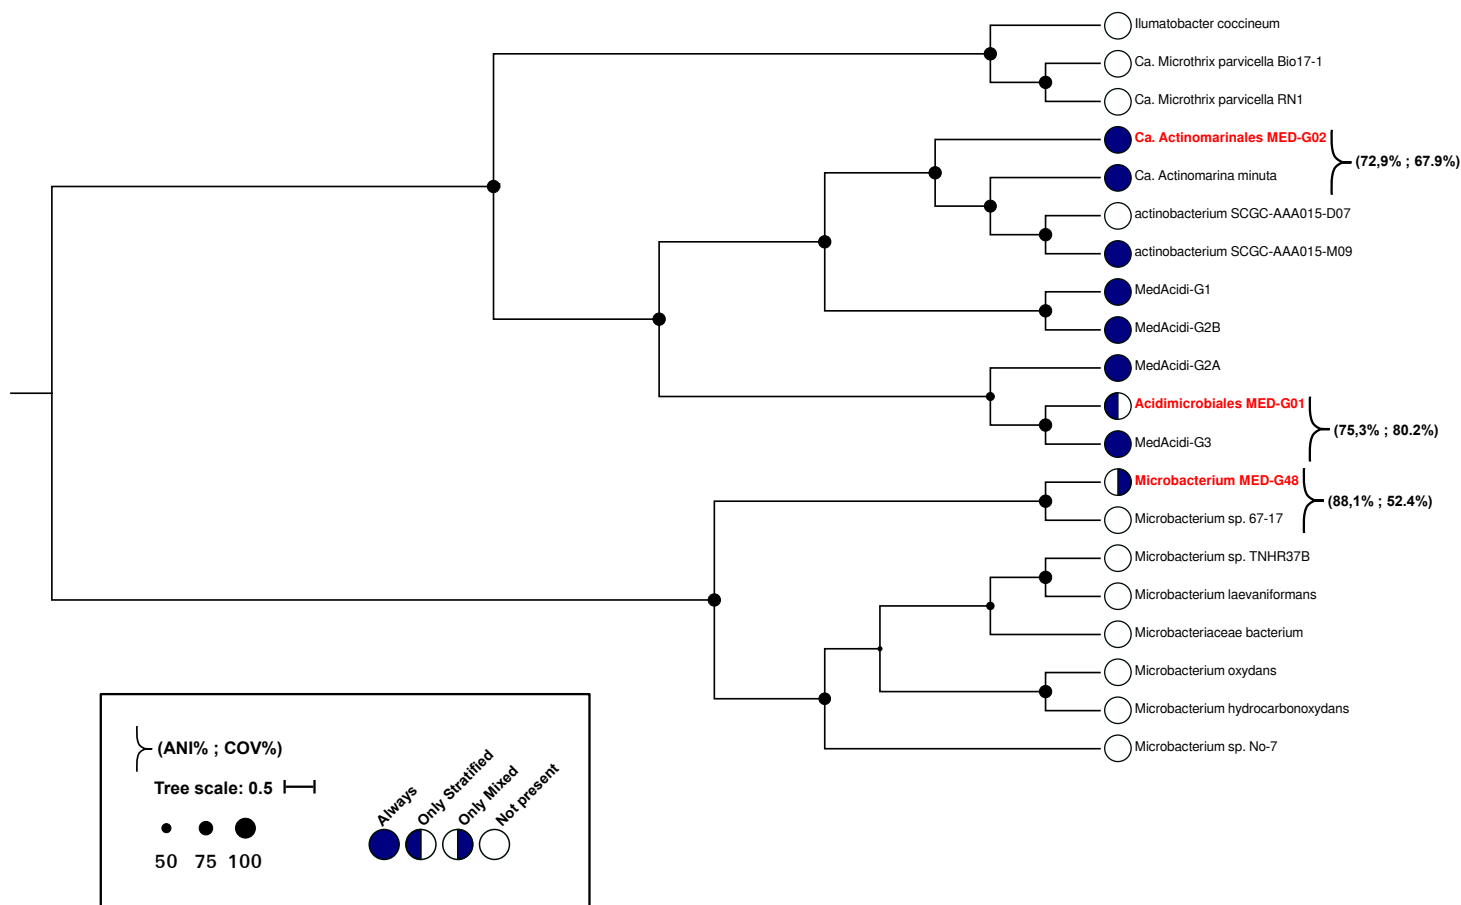 Ilumatobacter coccineum
Ca. Microthrix parvicella Bio17-1
Ca. Microthrix parvicella RN1
Ca. Actinomarinales MED-G02
(72,9% ; 67.9%)
Ca. Actinomarina minuta
actinobacterium SCGC-AAA015-D07
actinobacterium SCGC-AAA015-M09
MedAcidi-G1
MedAcidi-G2B
MedAcidi-G2A
Acidimicrobiales MED-G01
(75,3% ; 80.2%)
MedAcidi-G3
Microbacterium MED-G48
(88,1% ; 52.4%)
Microbacterium sp. 67-17
Microbacterium sp. TNHR37B
Microbacterium laevaniformans
Microbacteriaceae bacterium
Microbacterium oxydans
Microbacterium hydrocarbonoxydans
Microbacterium sp. No-7
(ANI% ; COV%)
Tree scale: 0.5
50 75 100
Always
Only Stratified
Only Mixed
Not present